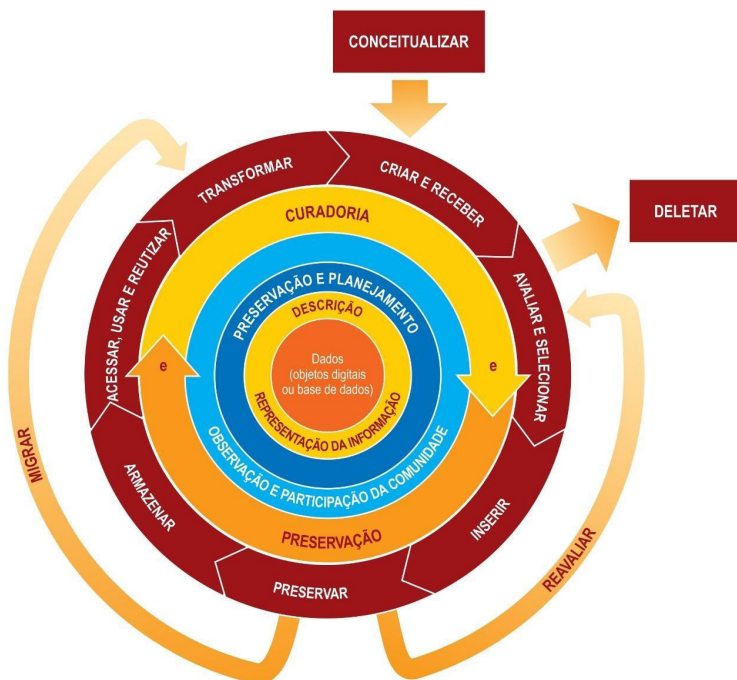 CONCEITUALIZAR
TRANSFORMAR
CRIAR E RECEBER
DELETAR
CURADORIA
ACESSAR, USAR E REUTIZAR
AVALIAR E SELECIONAR
PRESERVAÇÃO E PLANEJAMENTO
DESCRIÇÃO
Dados
(objetos digitais
ou base de dados)
e
e
REPRESENTAÇÃO DA INFORMAÇÃO
OBSERVAÇÃO E PARTICIPAÇÃO DA COMUNIDADE
MIGRAR
ARMAZENAR
INSERIR
PRESERVAÇÃO
REAVALIAR
PRESERVAR